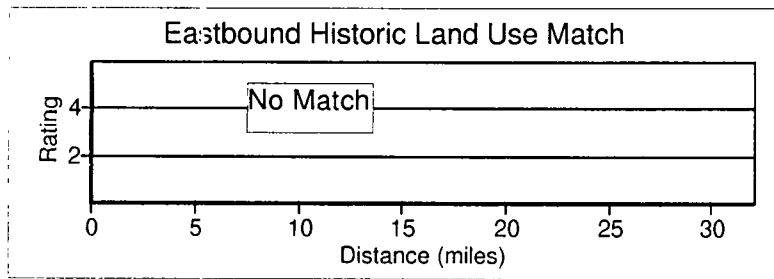 Eastbound Historic Land Use Match
No Match
Rating
4
2
0 5 10 15 20 25 30
Distance (miles)